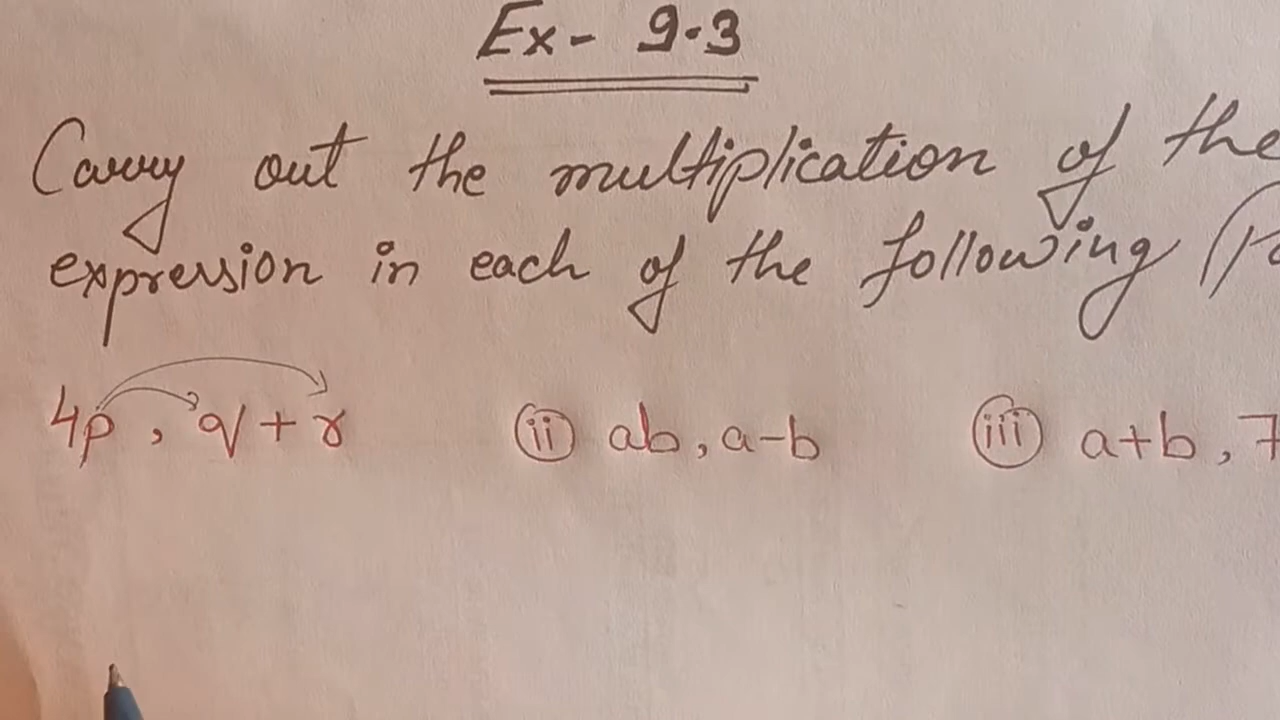 Ex- 9.3
Carry out the multiplication of the
expression in each of the following
4p, q+r (ii) ab, a-b (iii) a+b, 7